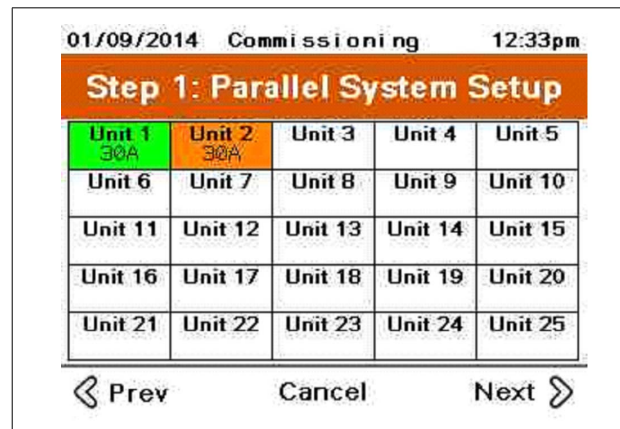 01/09/2014 Commissioning 12:33pm
Step 1: Parallel System Setup
Unit 1 Unit 2 Unit 3 Unit 4 Unit 5
30A 30A
Unit 6 Unit 7 Unit 8 Unit 9 Unit 10
Unit 11 Unit 12 Unit 13 Unit 14 Unit 15
Unit 16 Unit 17 Unit 18 Unit 19 Unit 20
Unit 21 Unit 22 Unit 23 Unit 24 Unit 25
Prev Cancel Next